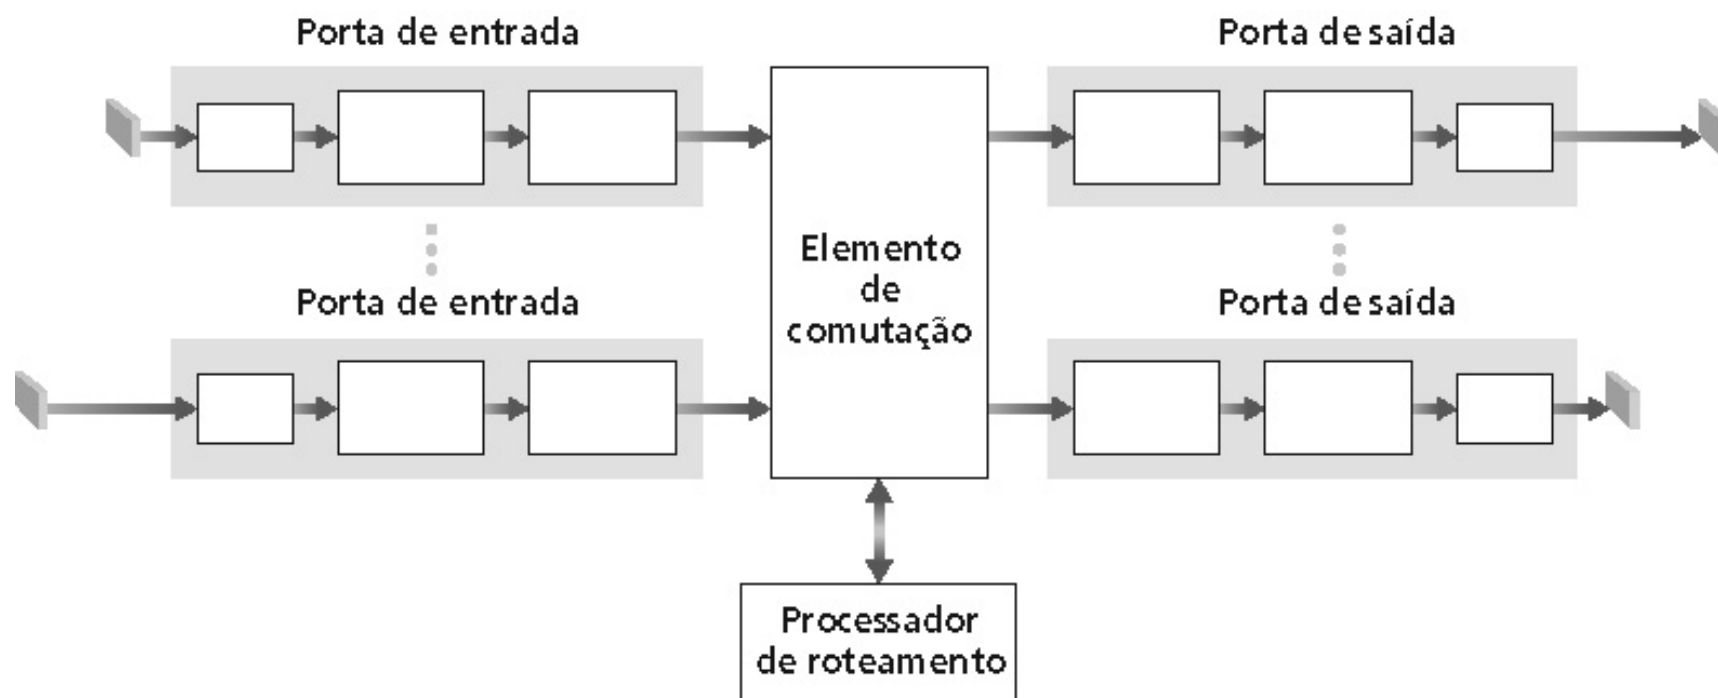 Porta de entrada
Porta de saída
Elemento
de
comutação
Porta de entrada
Porta de saída
Processador
de roteamento